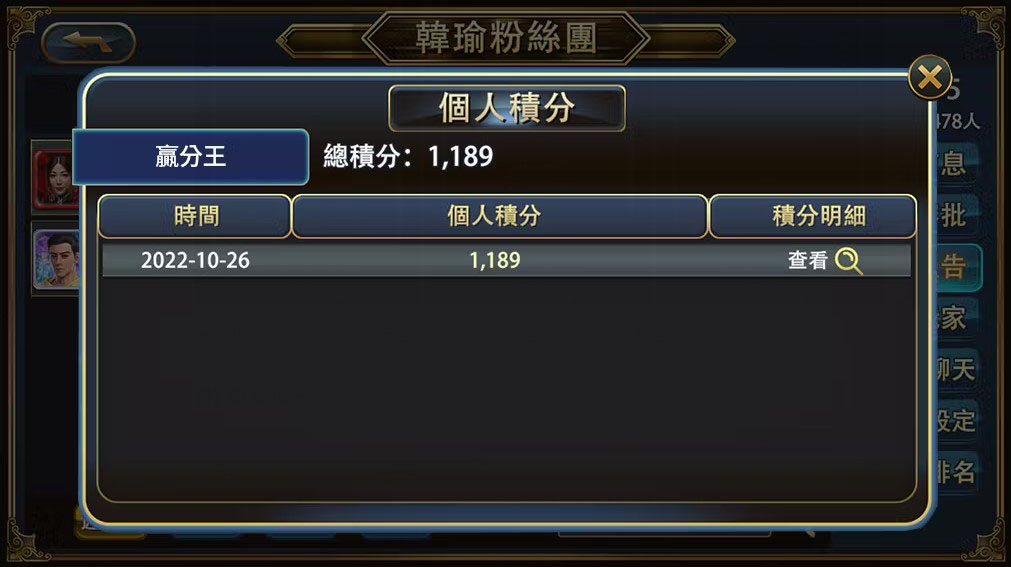 韓瑜粉絲團
個人積分
贏分王
總積分：1,189
時間
個人積分
積分明細
2022-10-26
1,189
查看
5
478人
息
批
告
家
聊天
設定
排名